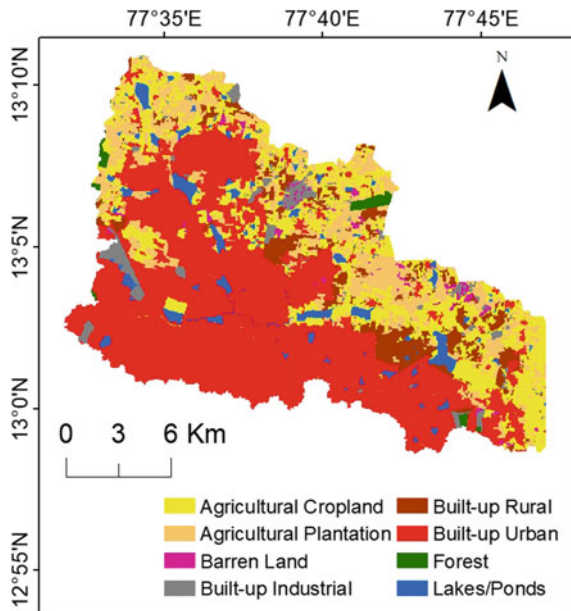 77°35'E 77°40'E 77°45'E
N
13°10'N
13°5'N
13°0'N
12°55'N
0 3 6 Km
Agricultural Cropland Built-up Rural
Agricultural Plantation Built-up Urban
Barren Land Forest
Built-up Industrial Lakes/Ponds